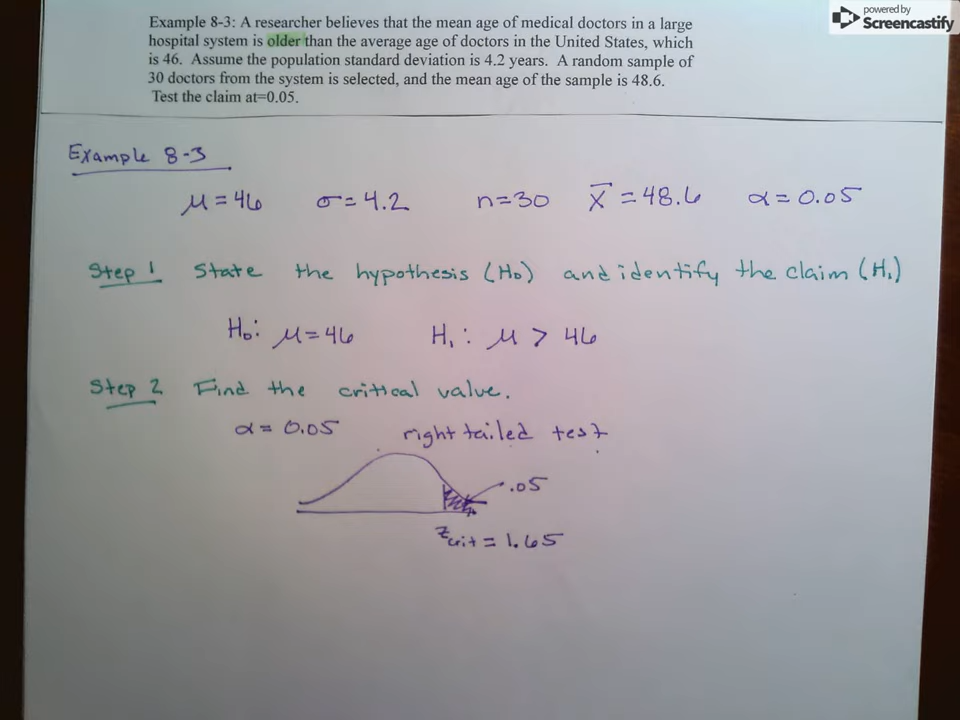 powered by
Screencastify
Example 8-3: A researcher believes that the mean age of medical doctors in a large
hospital system is older than the average age of doctors in the United States, which
is 46. Assume the population standard deviation is 4.2 years. A random sample of
30 doctors from the system is selected, and the mean age of the sample is 48.6.
Test the claim at=0.05.
Example 8-3
μ=46 σ=4.2 n=30 x̄=48.6 α=0.05
Step 1 State the hypothesis (H₀) and identify the claim (H₁)
H₀: μ=46 H₁: μ > 46
Step 2 Find the critical value.
α=0.05 right tailed test
.05
zcrit = 1.65